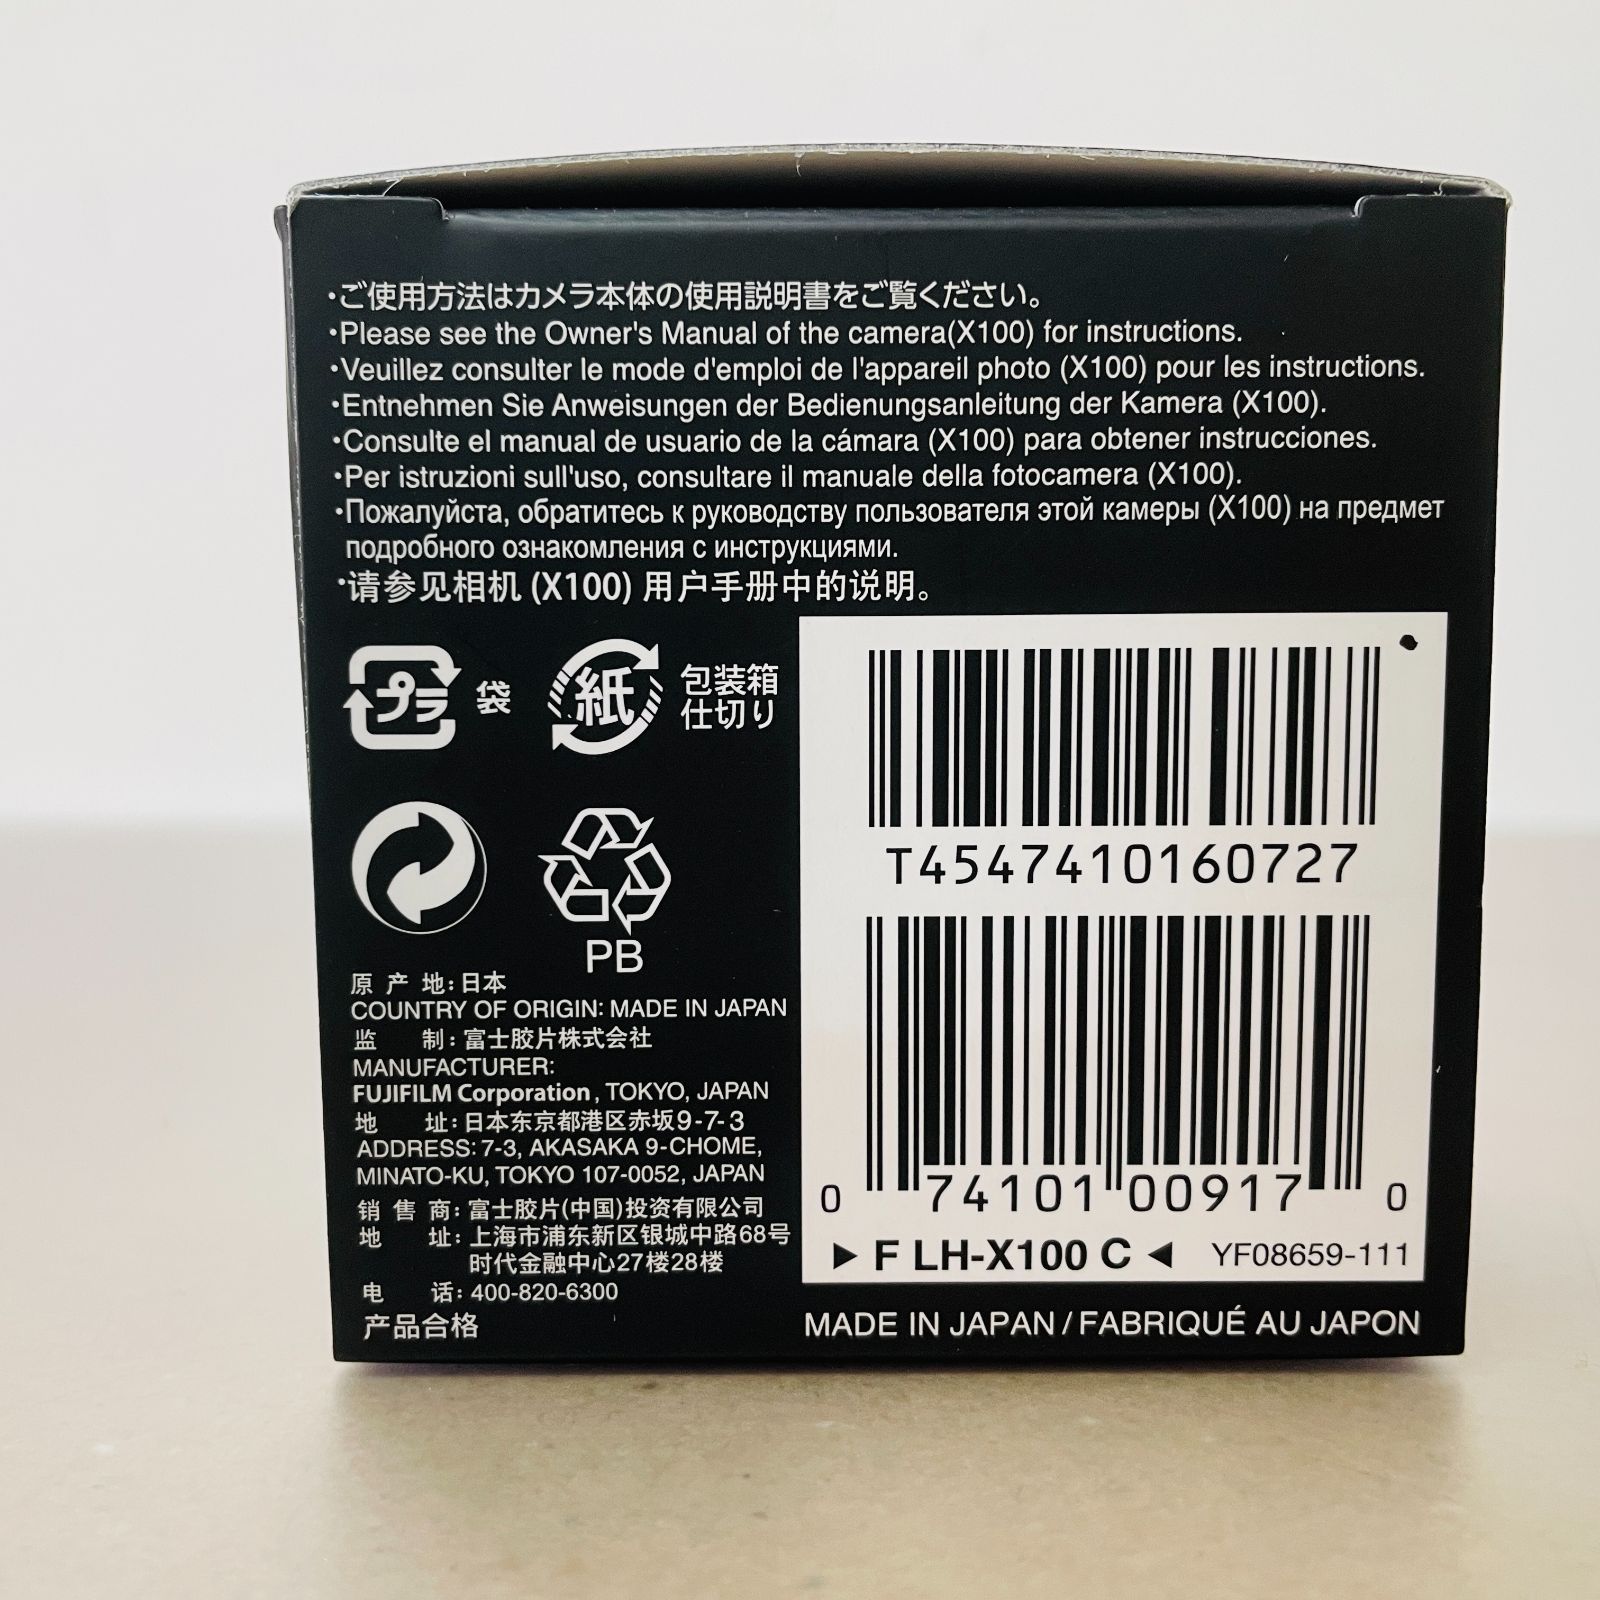 ・ご使用方法はカメラ本体の使用説明書をご覧ください。
・Please see the Owner's Manual of the camera(X100) for instructions.
・Veuillez consulter le mode d'emploi de l'appareil photo (X100) pour les instructions.
・Entnehmen Sie Anweisungen der Bedienungsanleitung der Kamera (X100).
・Consulte el manual de usuario de la cámara (X100) para obtener instrucciones.
・Per istruzioni sull'uso, consultare il manuale della fotocamera (X100).
・Пожалуйста, обратитесь к руководству пользователя этой камеры (X100) на предмет
подробного ознакомления с инструкциями.
・请参见相机 (X100) 用户手册中的说明。
プラ 袋
紙 包装箱
仕切り
PB
原 产 地: 日本
COUNTRY OF ORIGIN: MADE IN JAPAN
监 制: 富士胶片株式会社
MANUFACTURER:
FUJIFILM Corporation, TOKYO, JAPAN
地 址: 日本东京都港区赤坂9-7-3
ADDRESS: 7-3, AKASAKA 9-CHOME,
MINATO-KU, TOKYO 107-0052, JAPAN
销 售 商: 富士胶片(中国)投资有限公司
地 址: 上海市浦东新区银城中路68号
时代金融中心27楼28楼
电 话: 400-820-6300
产品合格
T4547410160727
0 74101 00917 0
▶ F LH-X100 C ◀ YF08659-111
MADE IN JAPAN / FABRIQUÉ AU JAPON